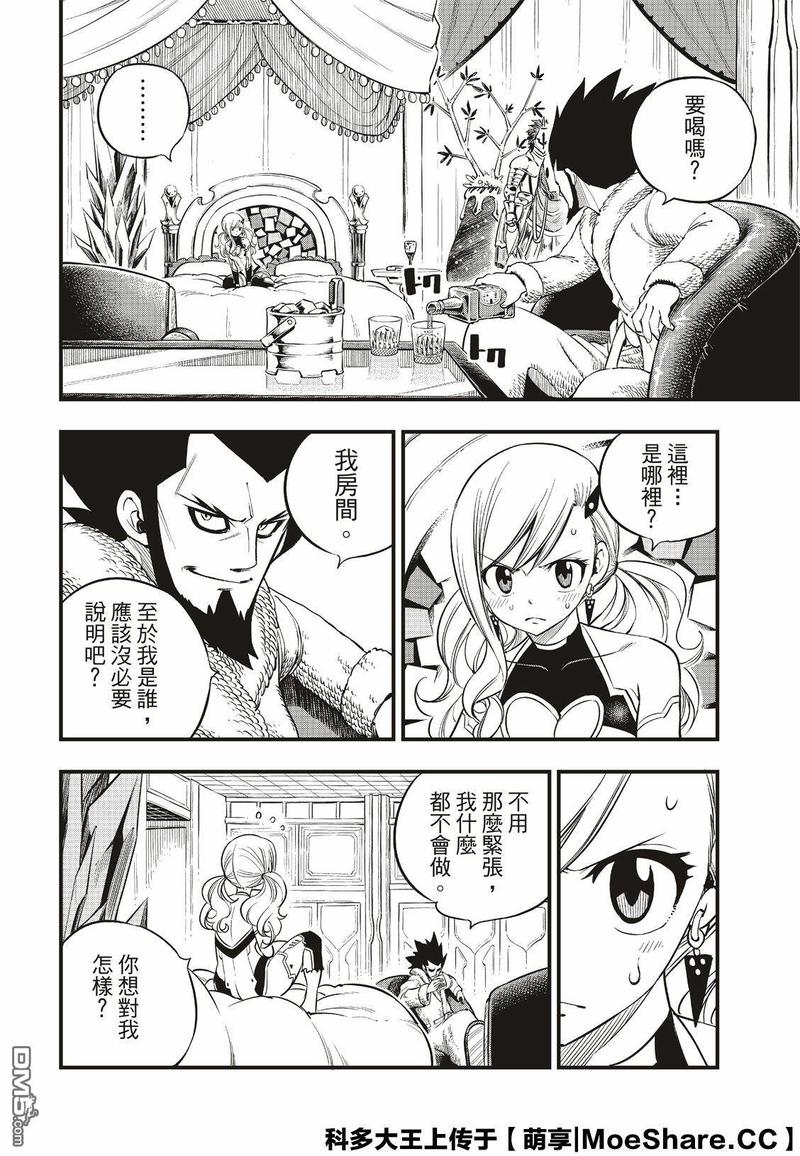 要喝嗎？
………
トク
トク
這裡…
是哪裡？
我房間。
至於我是誰，
應該沒必要
說明吧？
不用
那麼緊張，
我什麼
都不會做。
你想對我
怎樣？
DM5
科多大王上传于【萌享|MoeShare.CC】